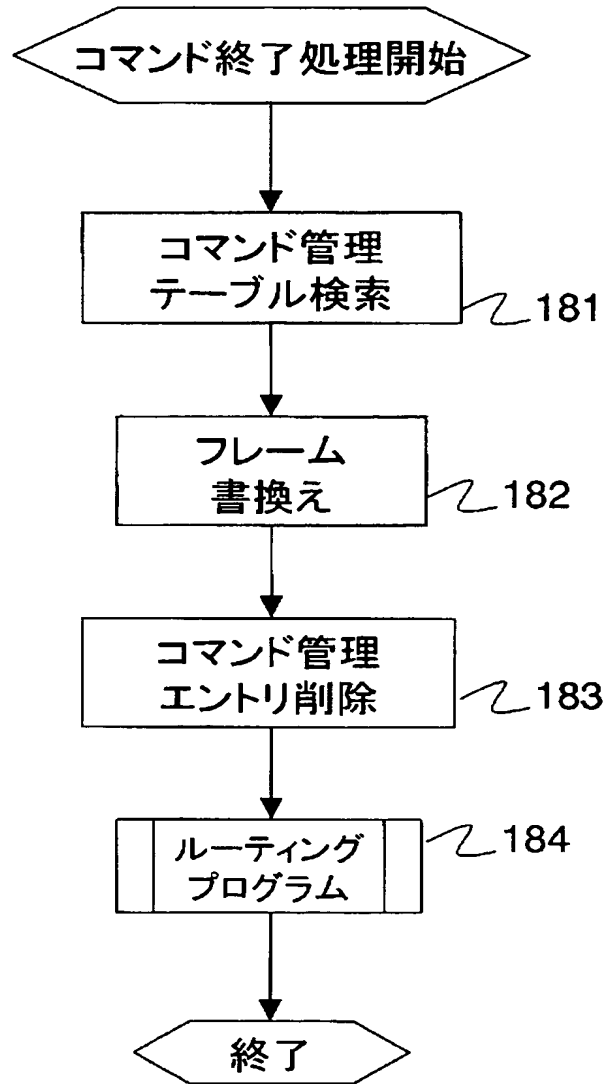 コマンド終了処理開始
コマンド管理
テーブル検索
181
フレーム
書換え
182
コマンド管理
エントリ削除
183
ルーティング
プログラム
184
終了